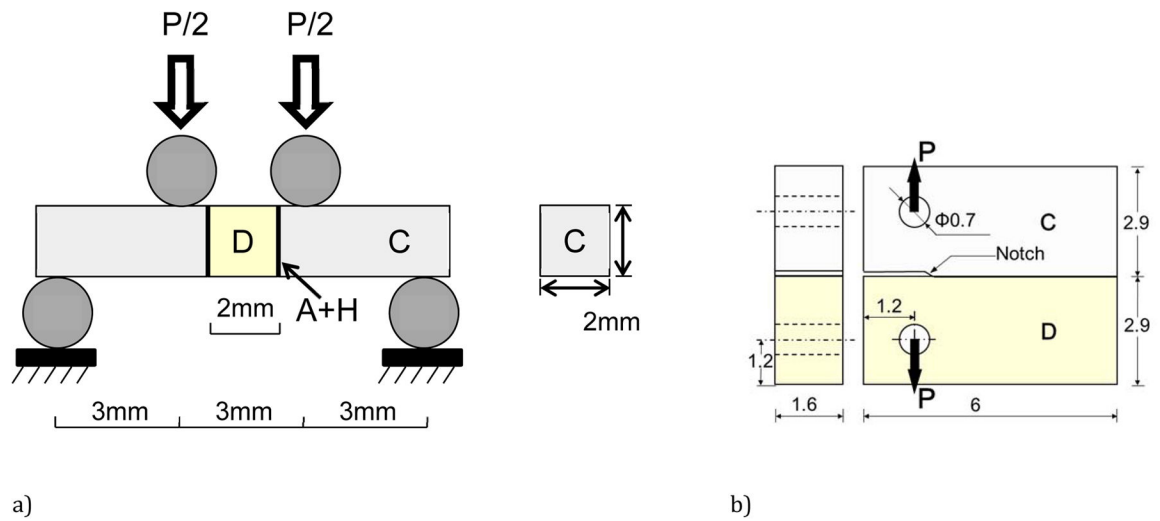 P/2 P/2
D C
C
2mm A+H
2mm
3mm 3mm 3mm
a)
P
Φ0.7 C
2.9
Notch
1.2
D
2.9
1.2
P
1.6 6
b)